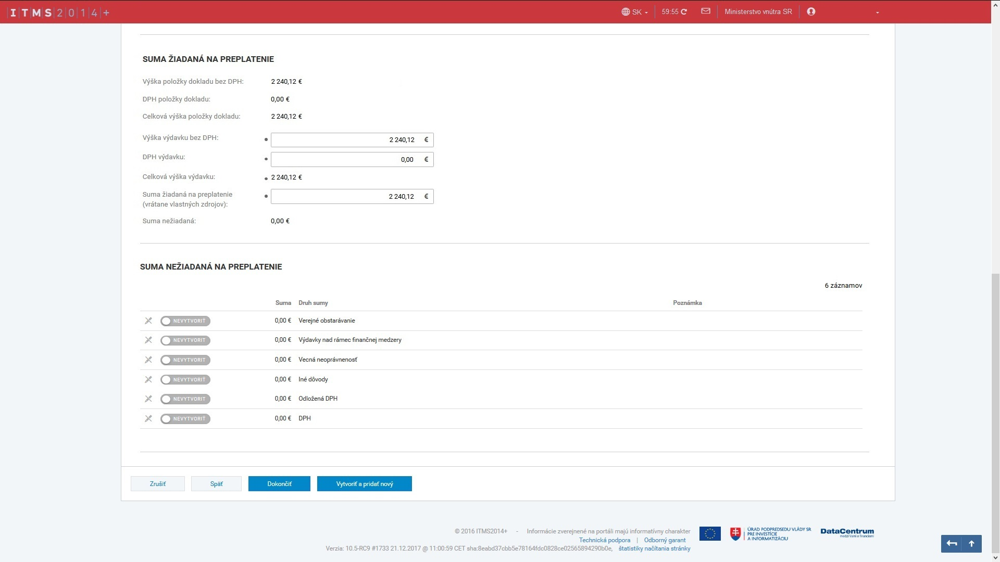 ITMS2014+
SK
59:55
Ministerstvo vnútra SR
SUMA ŽIADANÁ NA PREPLATENIE
Výška položky dokladu bez DPH: 2 240,12 €
DPH položky dokladu: 0,00 €
Celková výška položky dokladu: 2 240,12 €
Výška výdavku bez DPH: 2 240,12 €
DPH výdavku: 0,00 €
Celková výška výdavku: 2 240,12 €
Suma žiadaná na preplatenie
(vrátane vlastných zdrojov): 2 240,12 €
Suma nežiadaná: 0,00 €
SUMA NEŽIADANÁ NA PREPLATENIE
6 záznamov
Suma Druh sumy Poznámka
NEVYTVORIŤ 0,00 € Verejné obstarávanie
NEVYTVORIŤ 0,00 € Výdavky nad rámec finančnej medzery
NEVYTVORIŤ 0,00 € Vecná neoprávnenosť
NEVYTVORIŤ 0,00 € Iné dôvody
NEVYTVORIŤ 0,00 € Odložená DPH
NEVYTVORIŤ 0,00 € DPH
Zrušiť Späť Dokončiť Vytvoriť a pridať nový
© 2016 ITMS2014+ - Informácie zverejnené na portáli majú informatívny charakter
Technická podpora | Odborný garant
Verzia: 10.5-RC9 #1733 21.12.2017 @ 11:00:59 CET sha:8eabd37cbb5e78164fdc0828ce02565894290b0e, štatistiky načítania stránky
ÚRAD PODPREDSEDU VLÁDY SR
PRE INVESTÍCIE
A INFORMATIZÁCIU
DataCentrum
medzi Vami a financiami